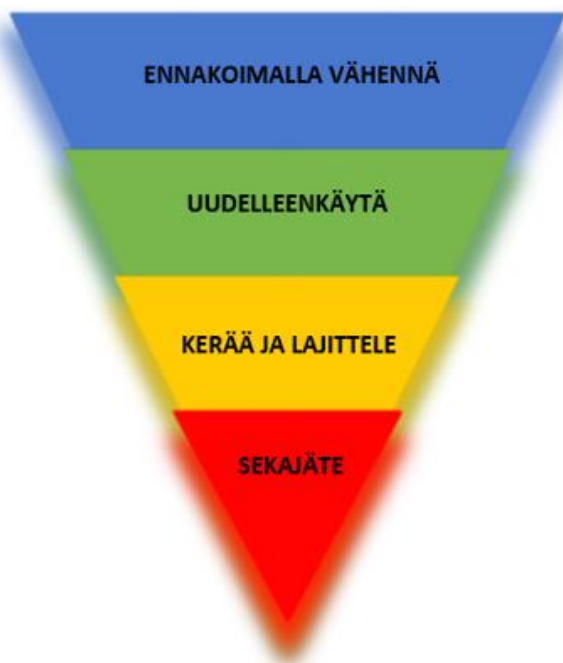 ENNAKOIMALLA VÄHENNÄ
UUDELLEENKÄYTÄ
KERÄÄ JA LAJITTELE
SEKAJÄTE